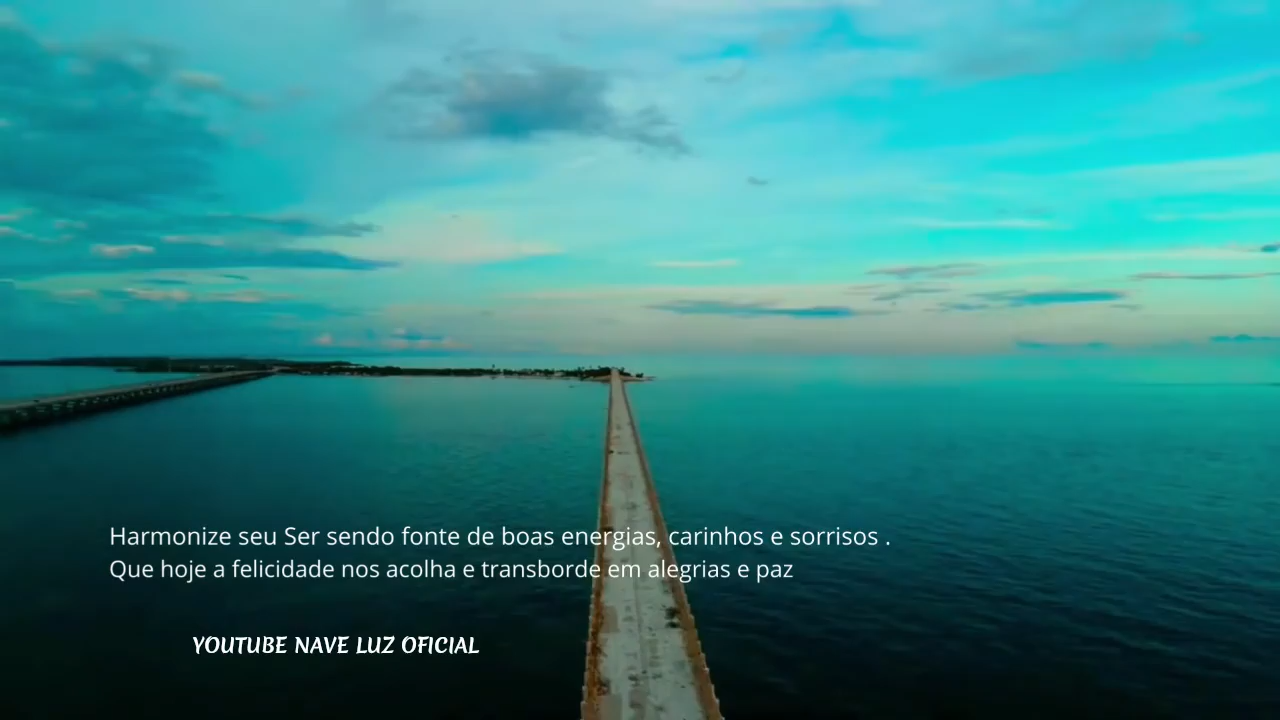 Harmonize seu Ser sendo fonte de boas energias, carinhos e sorrisos .
Que hoje a felicidade nos acolha e transborde em alegrias e paz
YOUTUBE NAVE LUZ OFICIAL